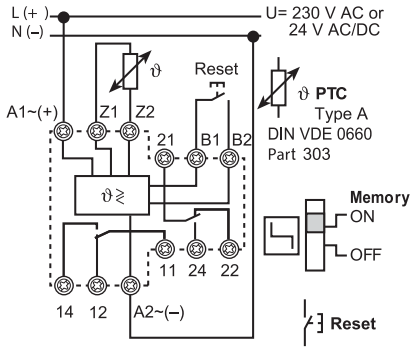 L (+)
N (–)
U= 230 V AC or
24 V AC/DC
ϑ
Reset
ϑ PTC
Type A
DIN VDE 0660
Part 303
A1~(+) Z1 Z2
21 B1 B2
ϑ≷
Memory
ON
OFF
11 24 22
14 12 A2~(–)
Reset